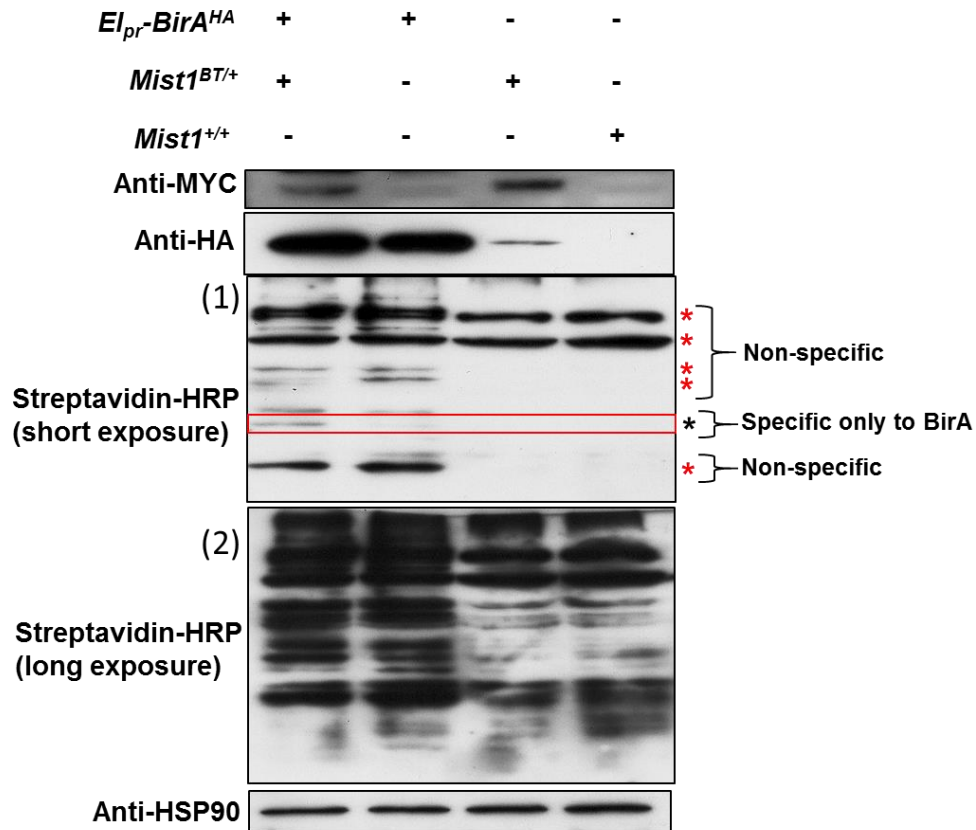 El_pr-BirA^HA + + - -
Mist1^BT/+ + - + -
Mist1^+/+ - - - +
Anti-MYC
Anti-HA
(1)
Streptavidin-HRP
(short exposure)
*
*
*
*
Non-specific
* Specific only to BirA
* Non-specific
(2)
Streptavidin-HRP
(long exposure)
Anti-HSP90